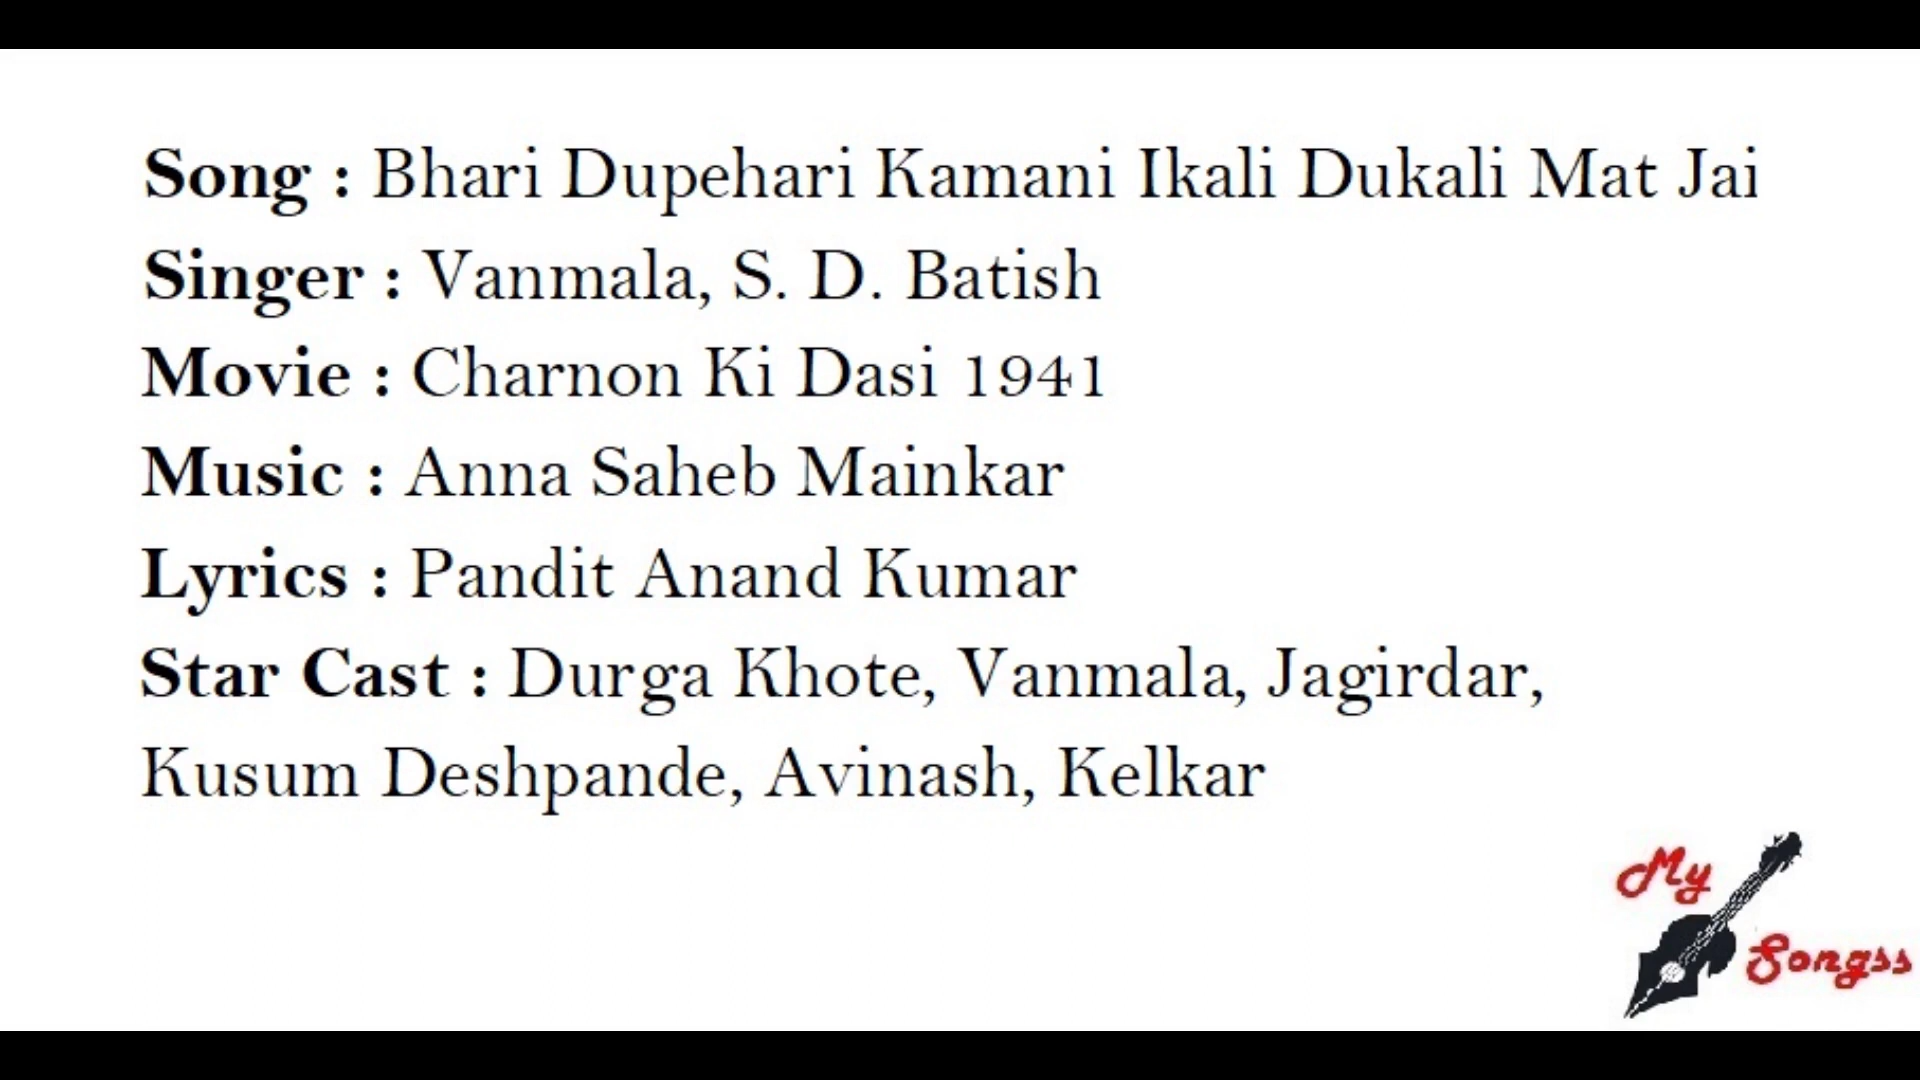 Song : Bhari Dupehari Kamani Ikali Dukali Mat Jai
Singer : Vanmala, S. D. Batish
Movie : Charnon Ki Dasi 1941
Music : Anna Saheb Mainkar
Lyrics : Pandit Anand Kumar
Star Cast : Durga Khote, Vanmala, Jagirdar,
Kusum Deshpande, Avinash, Kelkar
My
Songss